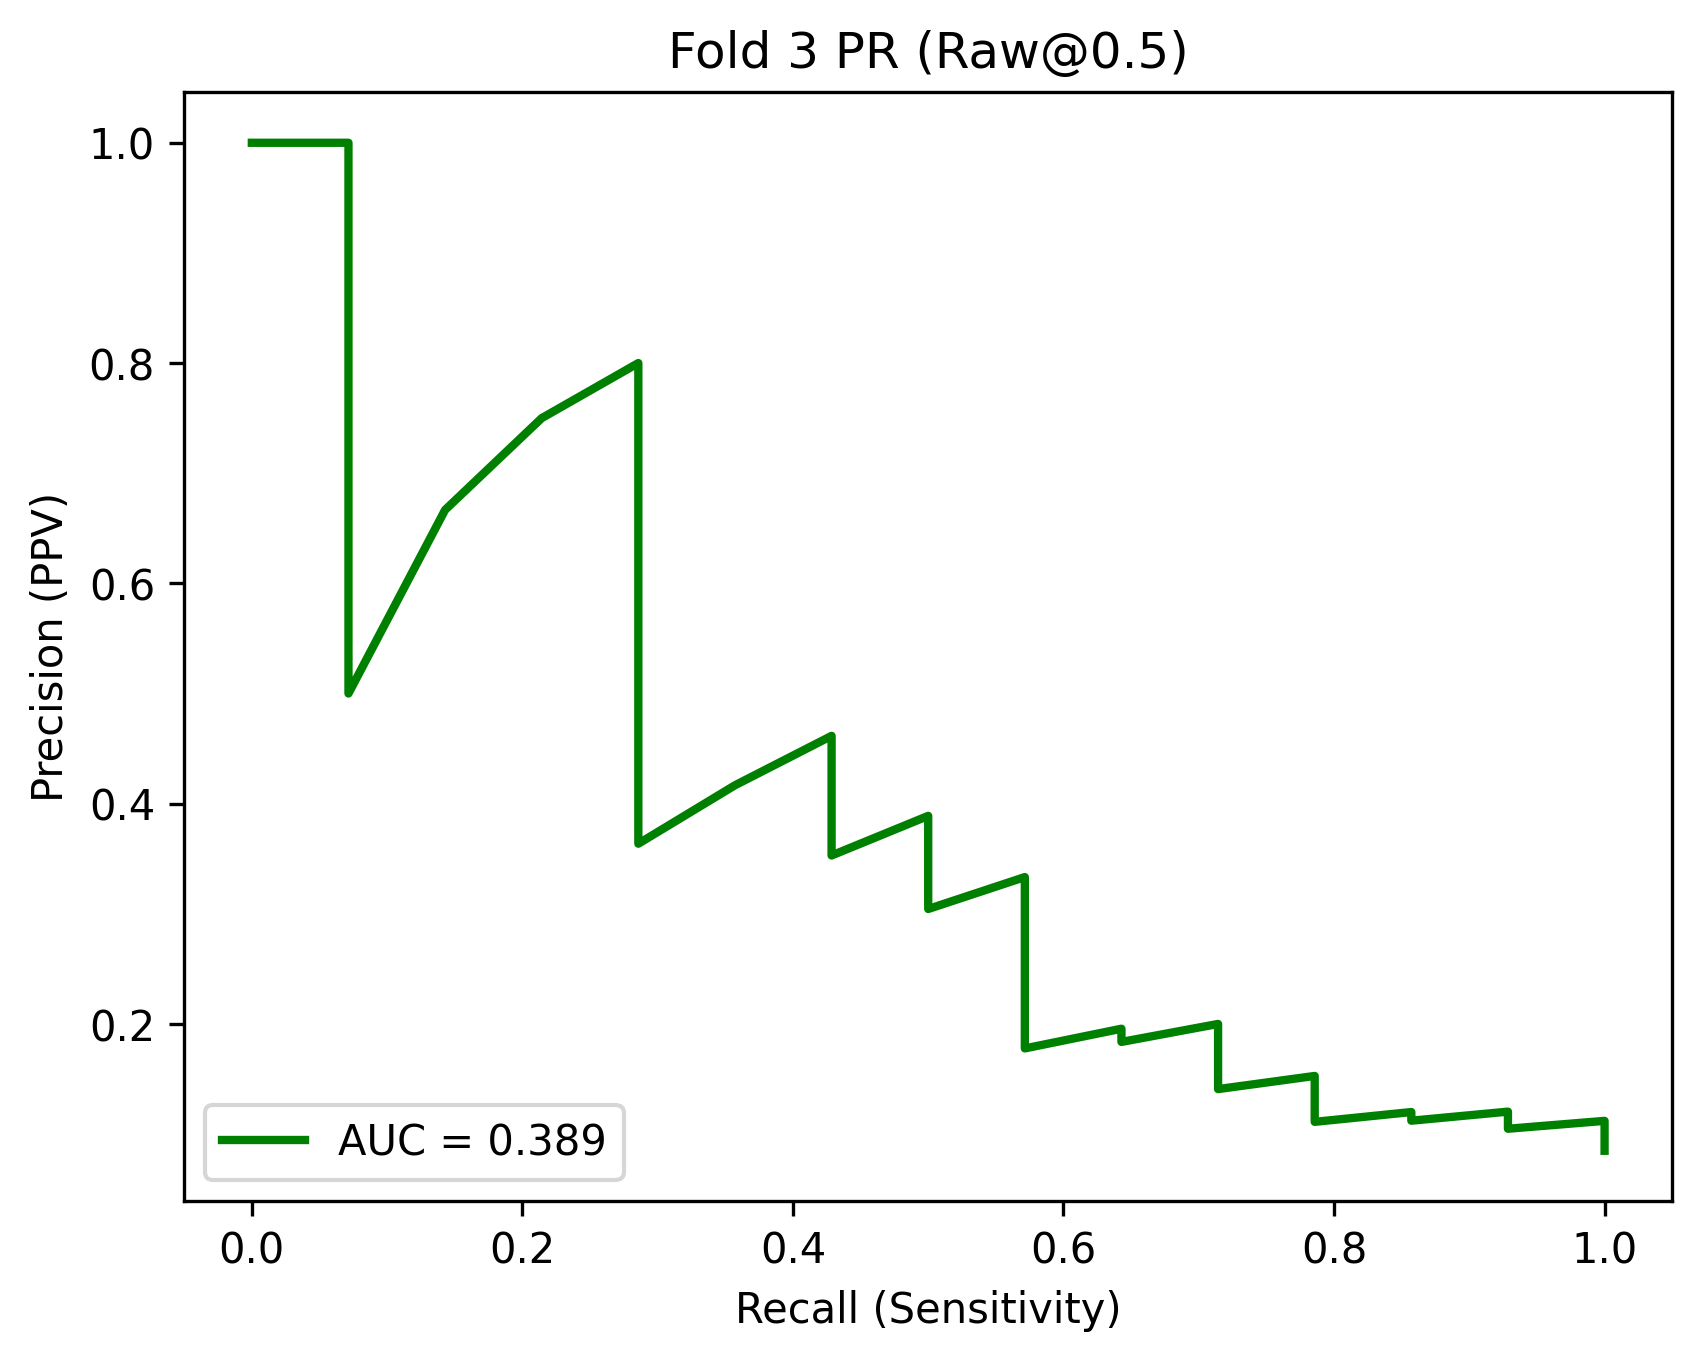 Fold 3 PR (Raw@0.5)
Precision (PPV)
1.0
0.8
0.6
0.4
0.2
AUC = 0.389
0.0 0.2 0.4 0.6 0.8 1.0
Recall (Sensitivity)